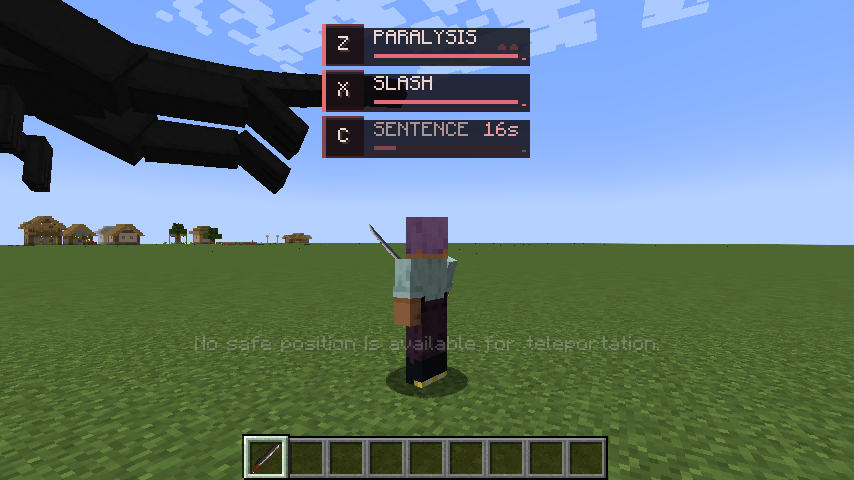 Z PARALYSIS
X SLASH
C SENTENCE 16s
No safe position is available for teleportation.